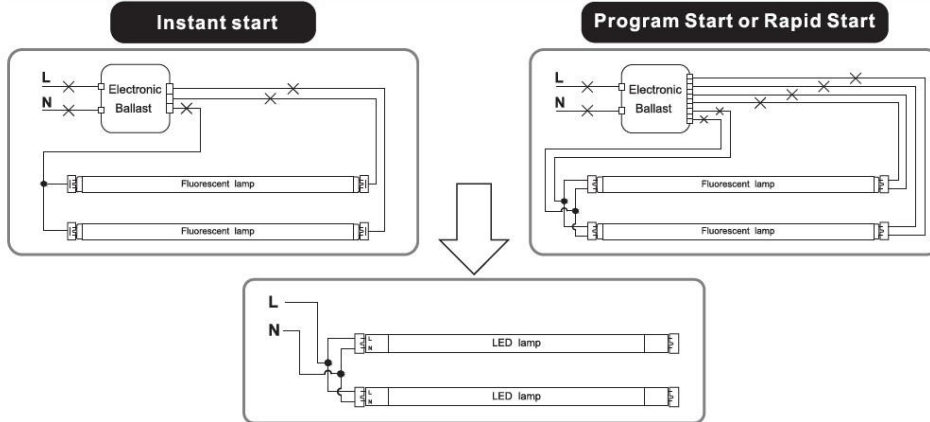 Instant start
Program Start or Rapid Start
L
N
Electronic
Ballast
Fluorescent lamp
Fluorescent lamp
L
N
Electronic
Ballast
Fluorescent lamp
Fluorescent lamp
L
N
L
N
LED lamp
L
N
LED lamp